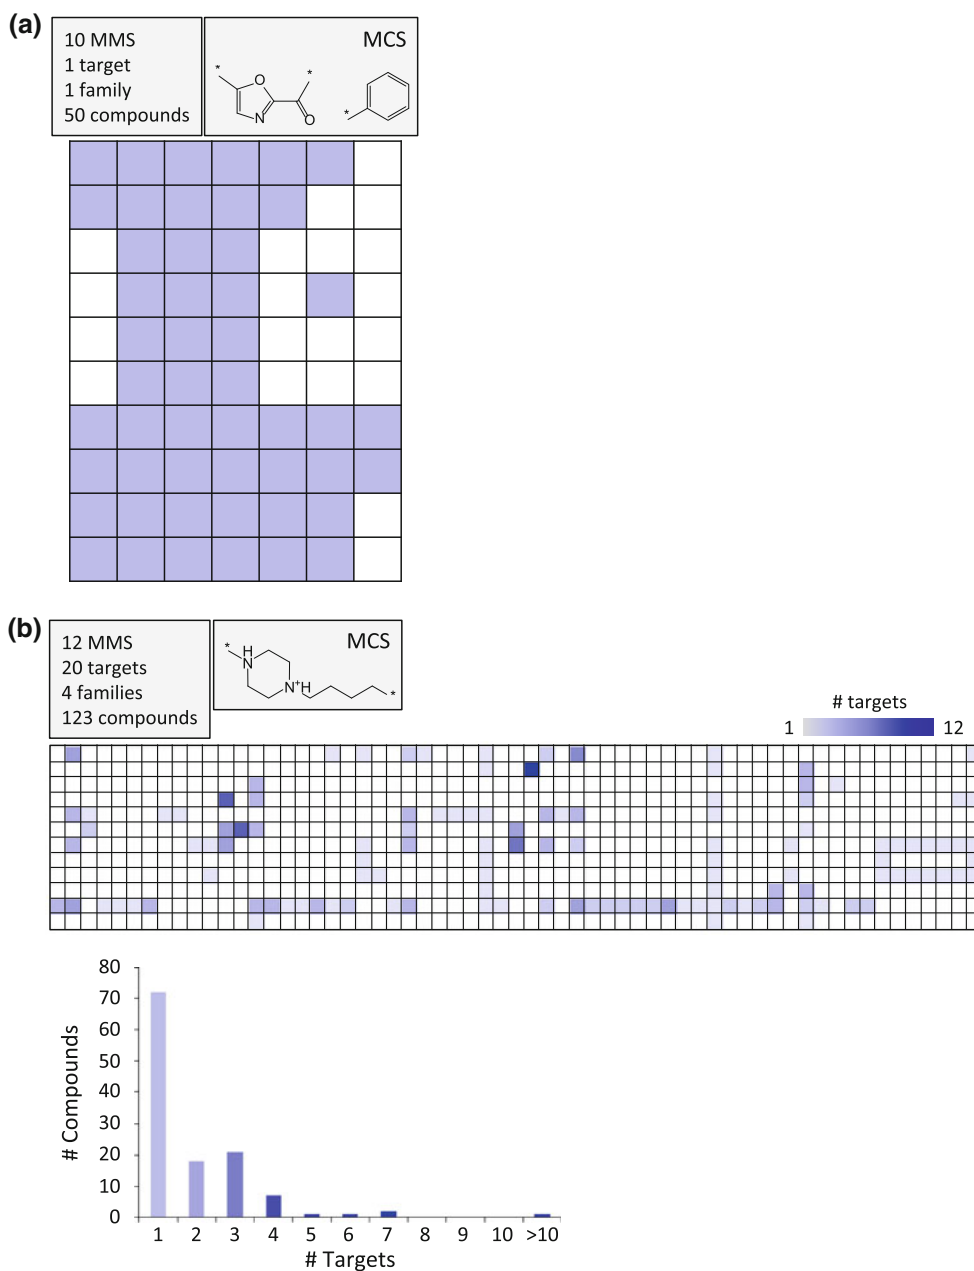 (a)
10 MMS
1 target
1 family
50 compounds
MCS
* O * N O *
(b)
12 MMS
20 targets
4 families
123 compounds
MCS
* H N N+H *
# targets
1 12
80
70
60
50
40
30
20
10
0
# Compounds
1 2 3 4 5 6 7 8 9 10 >10
# Targets